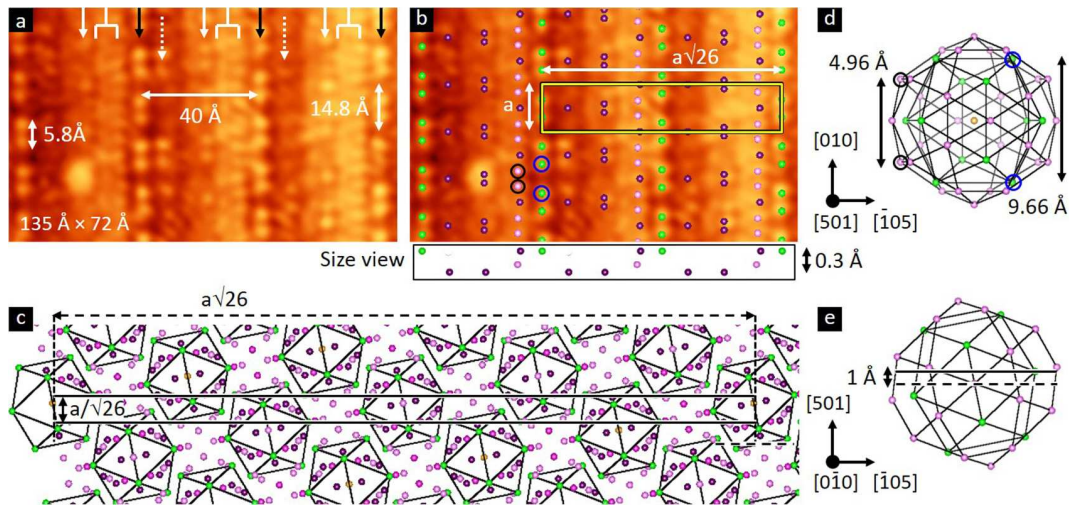 a
5.8Å
40 Å
14.8 Å
135 Å × 72 Å
b
a√26
a
Size view
0.3 Å
c
a√26
a/√26
d
4.96 Å
[010]
[501]
[1̄05]
9.66 Å
e
1 Å
[501]
[01̄0]
[1̄05]